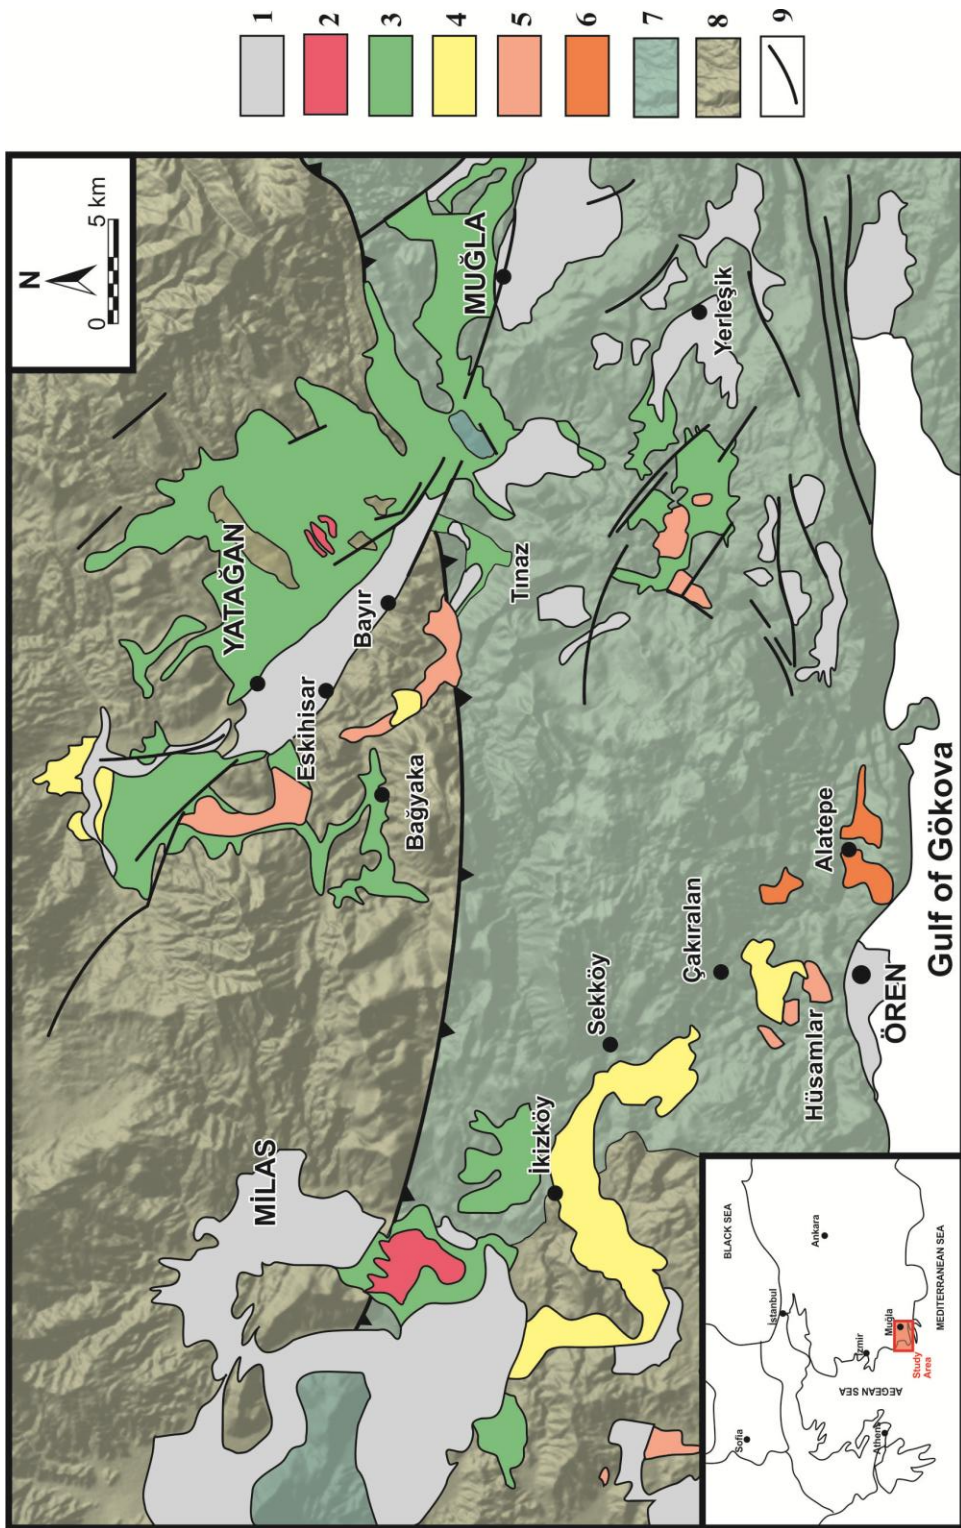 N
0 5 km
MİLAS
YATAĞAN
Eskihisar
Bayır
Bağyaka
MUĞLA
Tınaz
İkizköy
Sekköy
Çakıralan
Yerleşik
Hüsamlar
Alatepe
ÖREN
Gulf of Gökova
BLACK SEA
Sofia
İstanbul
Ankara
AEGEAN SEA
İzmir
Athens
Muğla
Study
Area
MEDITERRANEAN SEA
1
2
3
4
5
6
7
8
9